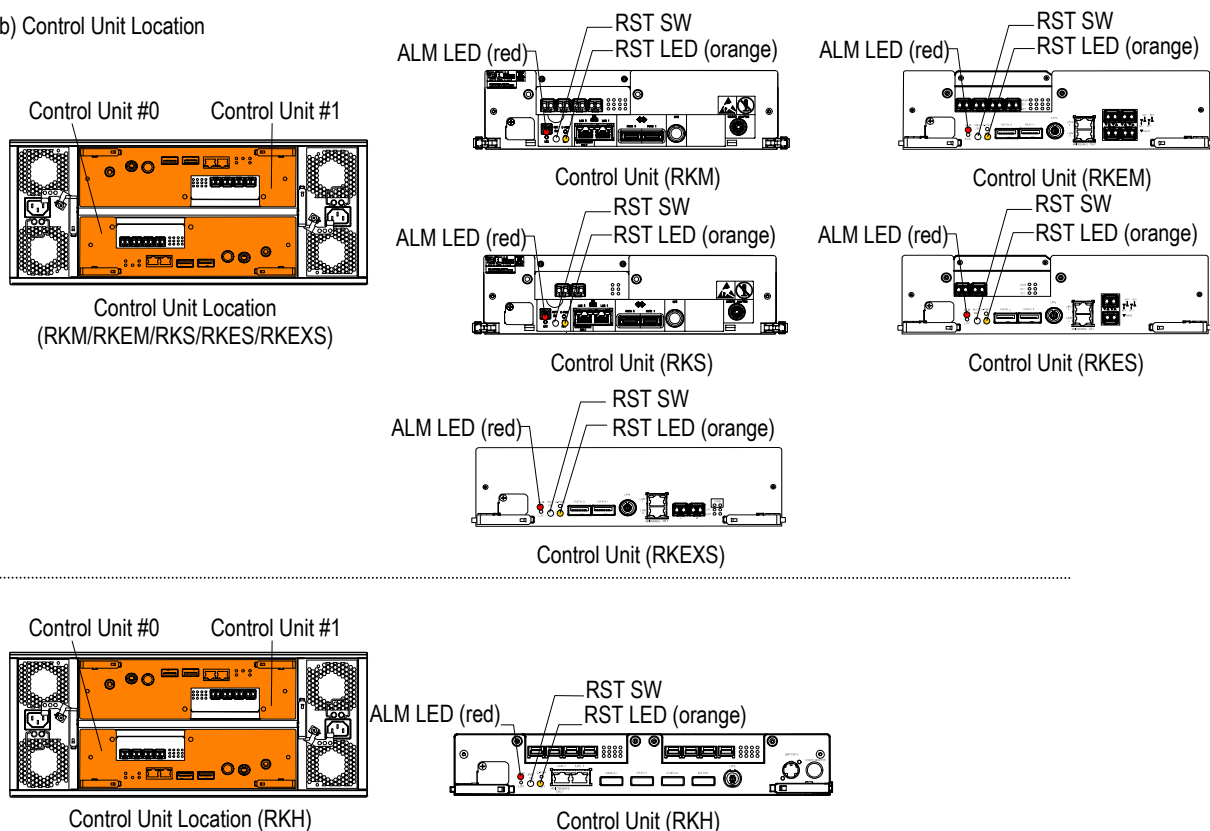 b) Control Unit Location
RST SW
ALM LED (red)
RST LED (orange)
Control Unit (RKM)
RST SW
ALM LED (red)
RST LED (orange)
Control Unit (RKEM)
Control Unit #0
Control Unit #1
Control Unit Location
(RKM/RKEM/RKS/RKES/RKEXS)
RST SW
ALM LED (red)
RST LED (orange)
Control Unit (RKS)
RST SW
ALM LED (red)
RST LED (orange)
Control Unit (RKES)
RST SW
ALM LED (red)
RST LED (orange)
Control Unit (RKEXS)
Control Unit #0
Control Unit #1
Control Unit Location (RKH)
RST SW
ALM LED (red)
RST LED (orange)
Control Unit (RKH)